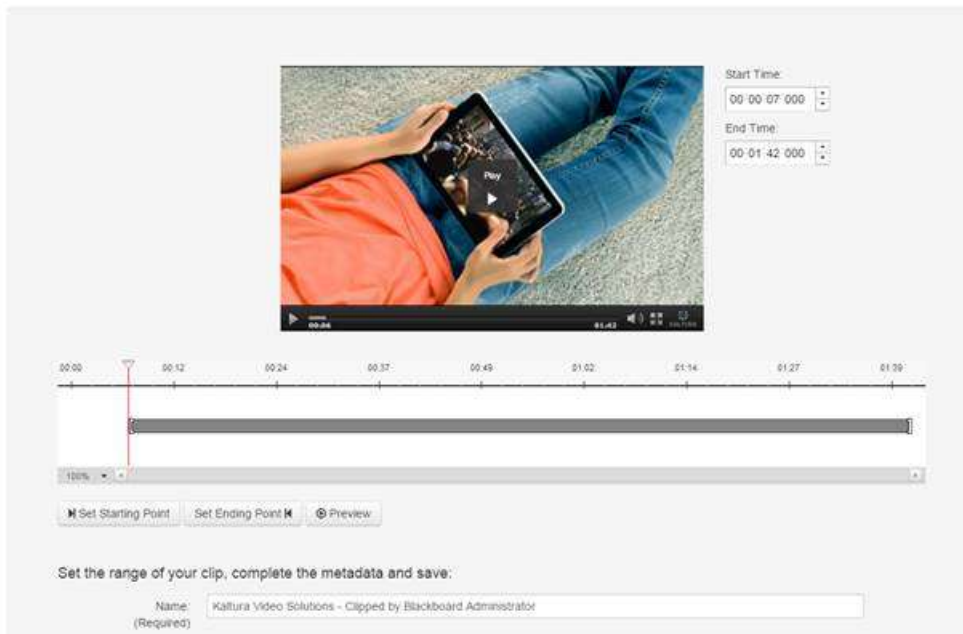 Start Time:
00 00 07 000
End Time:
00 01 42 000
Play
00:06
01:42
KALTURA
00:00
00:12
00:24
00:37
00:49
01:02
01:14
01:27
01:39
100%
Set Starting Point
Set Ending Point
Preview
Set the range of your clip, complete the metadata and save:
Name: Kaltura Video Solutions - Clipped by Blackboard Administrator
(Required)